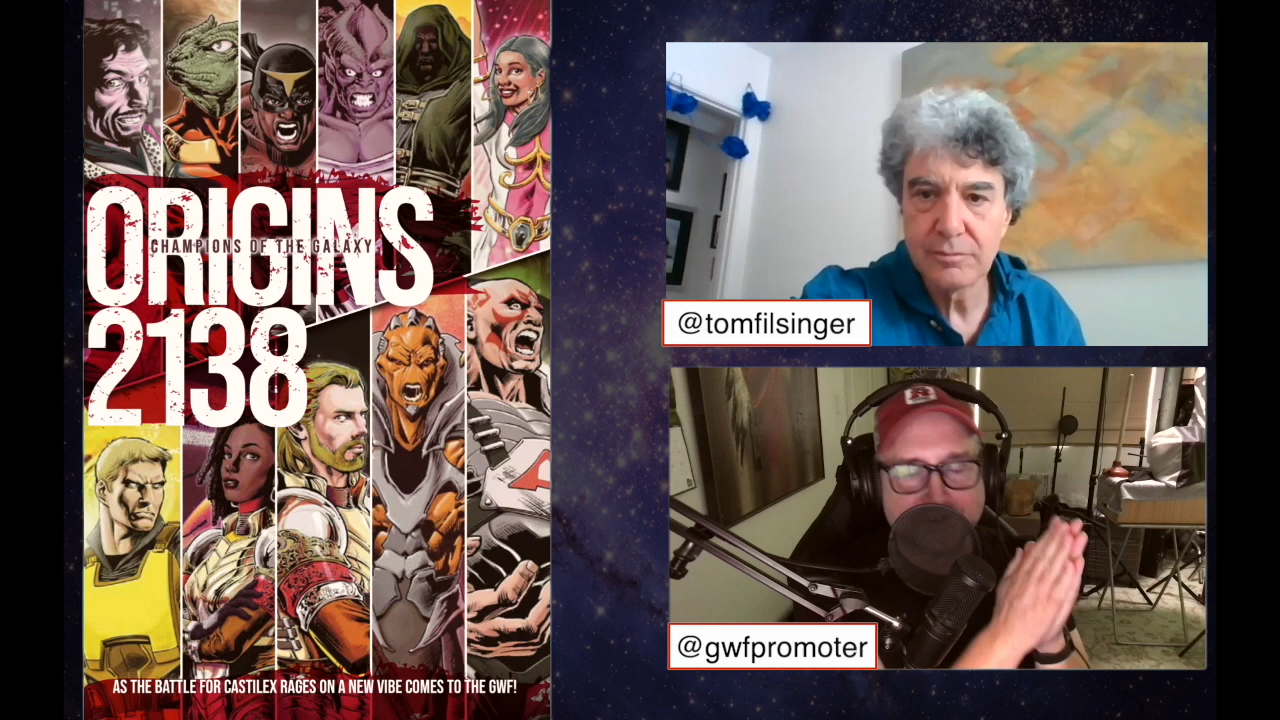 ORIGINS
CHAMPIONS OF THE GALAXY
2138
AS THE BATTLE FOR CASTILEX RAGES ON A NEW VIBE COMES TO THE GWF!
@tomfilsinger
@gwfpromoter